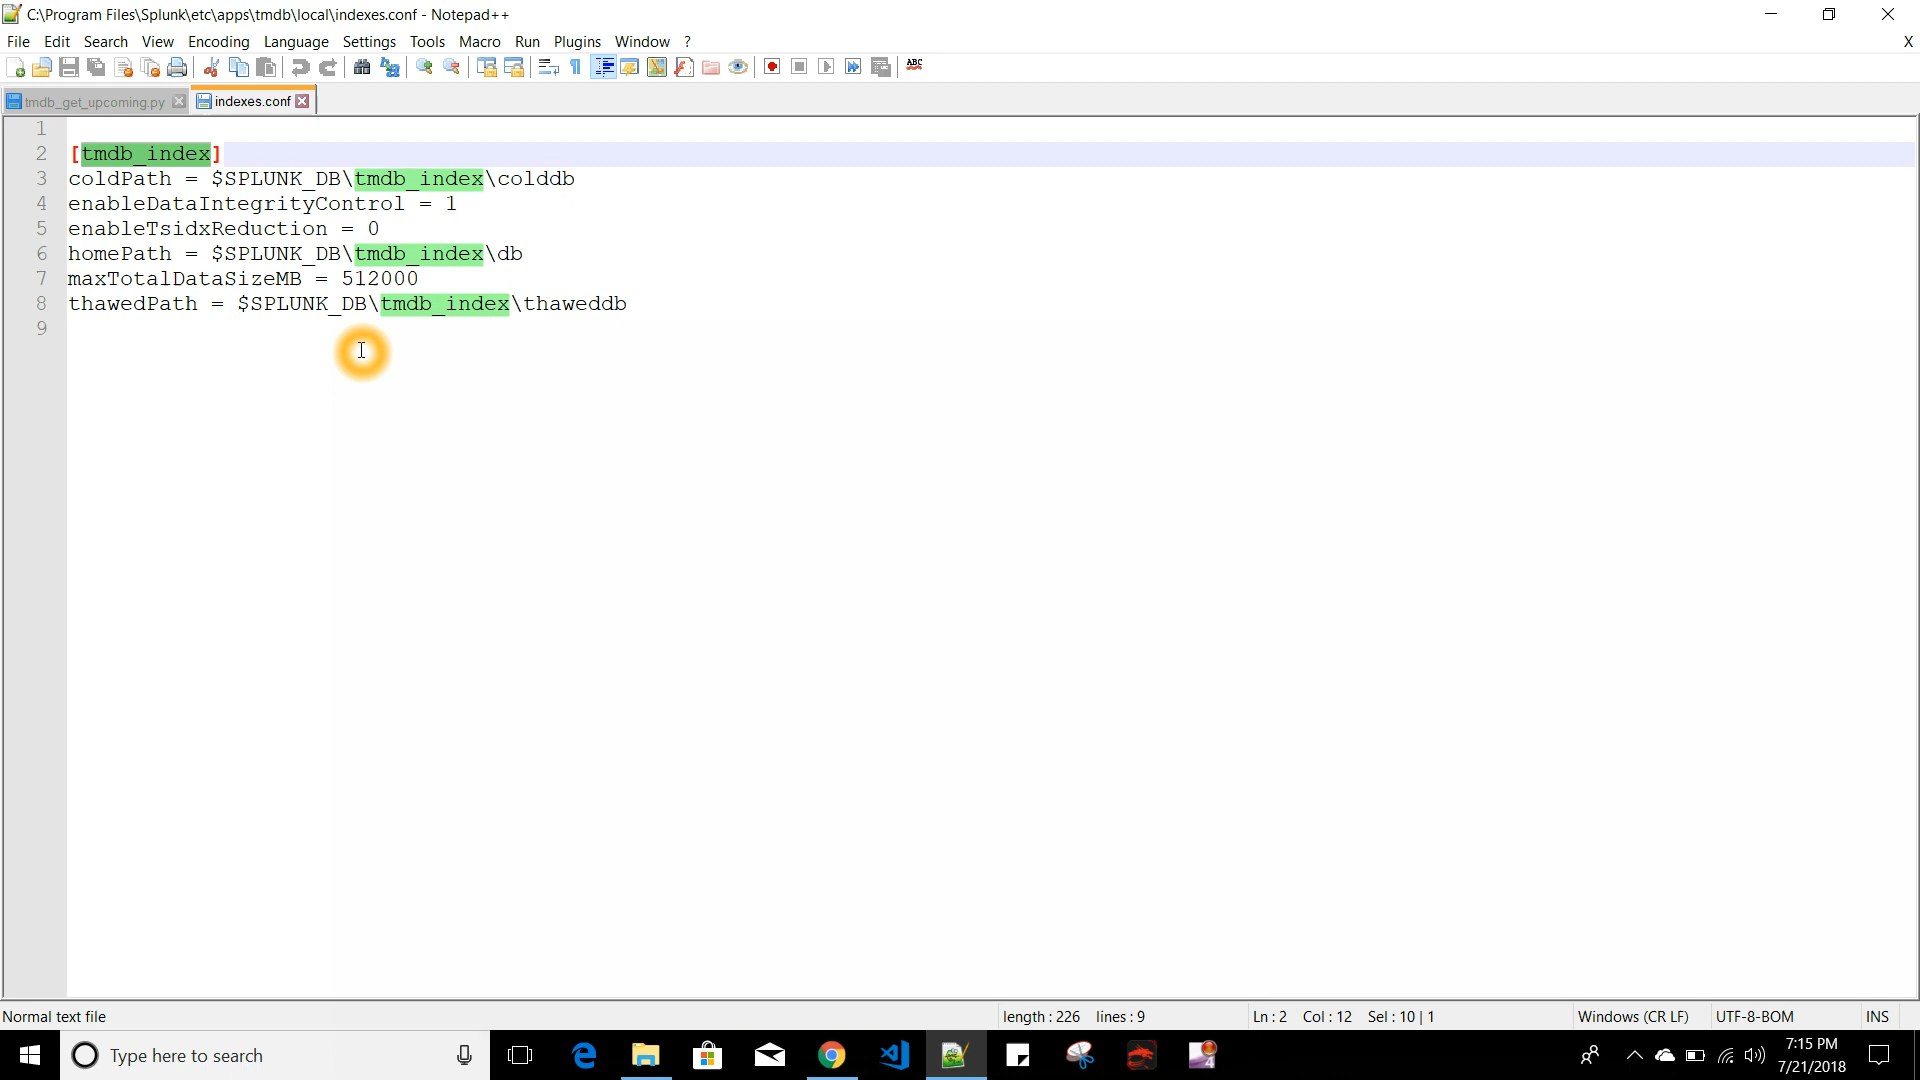 C:\Program Files\Splunk\etc\apps\tmdb\local\indexes.conf - Notepad++
File Edit Search View Encoding Language Settings Tools Macro Run Plugins Window ? X
ABC
tmdb_get_upcoming.py indexes.conf
1
2 [tmdb_index]
3 coldPath = $SPLUNK_DB\tmdb_index\colddb
4 enableDataIntegrityControl = 1
5 enableTsidxReduction = 0
6 homePath = $SPLUNK_DB\tmdb_index\db
7 maxTotalDataSizeMB = 512000
8 thawedPath = $SPLUNK_DB\tmdb_index\thaweddb
9
Normal text file length : 226 lines : 9 Ln : 2 Col : 12 Sel : 10 | 1 Windows (CR LF) UTF-8-BOM INS
Type here to search 7:15 PM
7/21/2018